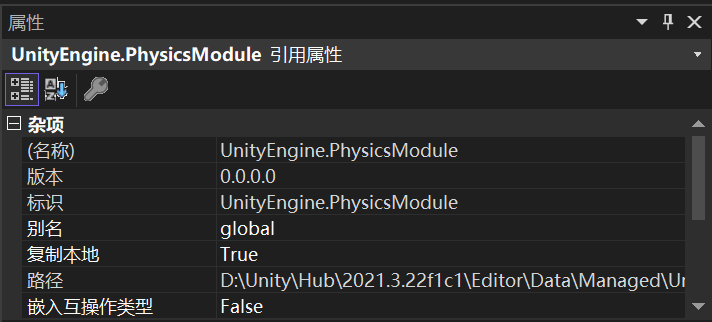 属性
UnityEngine.PhysicsModule 引用属性
杂项
(名称) UnityEngine.PhysicsModule
版本 0.0.0.0
标识 UnityEngine.PhysicsModule
别名 global
复制本地 True
路径 D:\Unity\Hub\2021.3.22f1c1\Editor\Data\Managed\Un
嵌入互操作类型 False